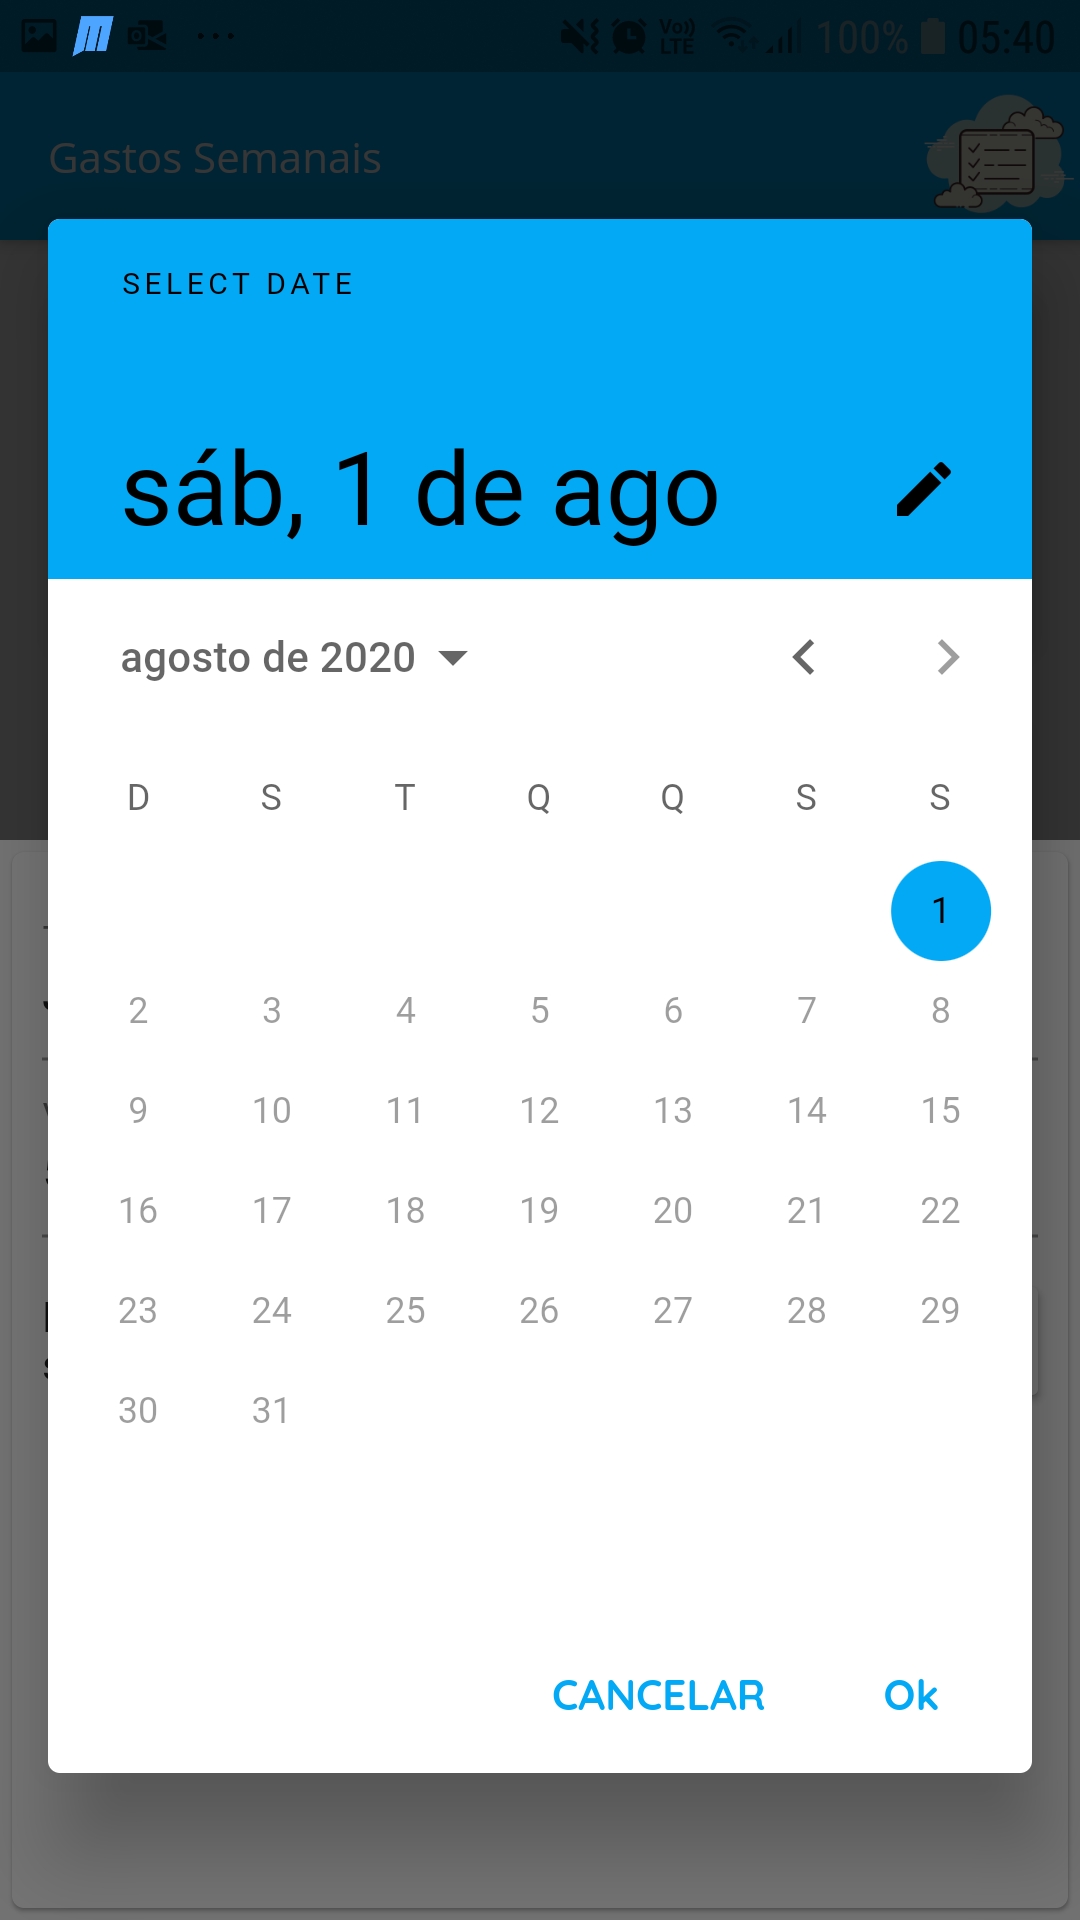 Vo)) LTE 100% 05:40
Gastos Semanais
SELECT DATE
sáb, 1 de ago
agosto de 2020
D S T Q Q S S
1
2 3 4 5 6 7 8
9 10 11 12 13 14 15
16 17 18 19 20 21 22
23 24 25 26 27 28 29
30 31
CANCELAR Ok